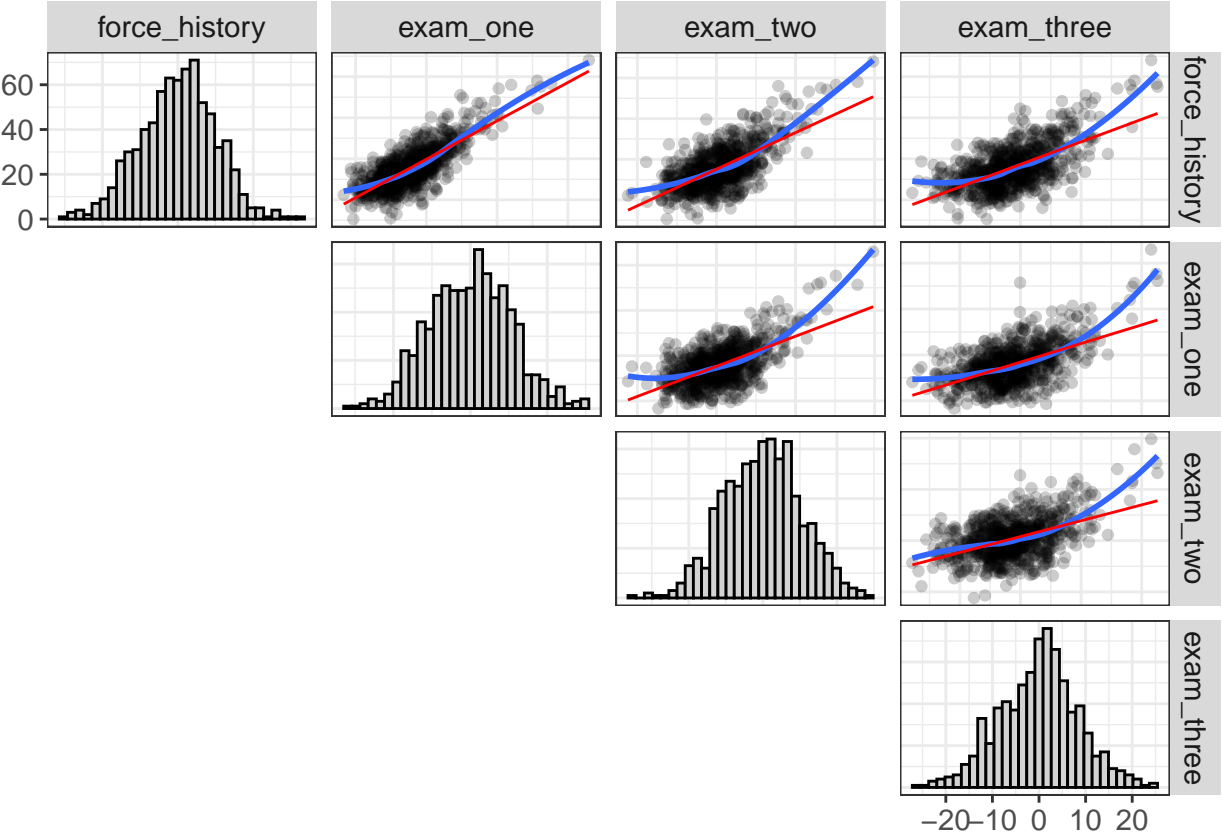 force_history exam_one exam_two exam_three
60
40
20
0
force_history
exam_one
exam_two
exam_three
−20 −10 0 10 20